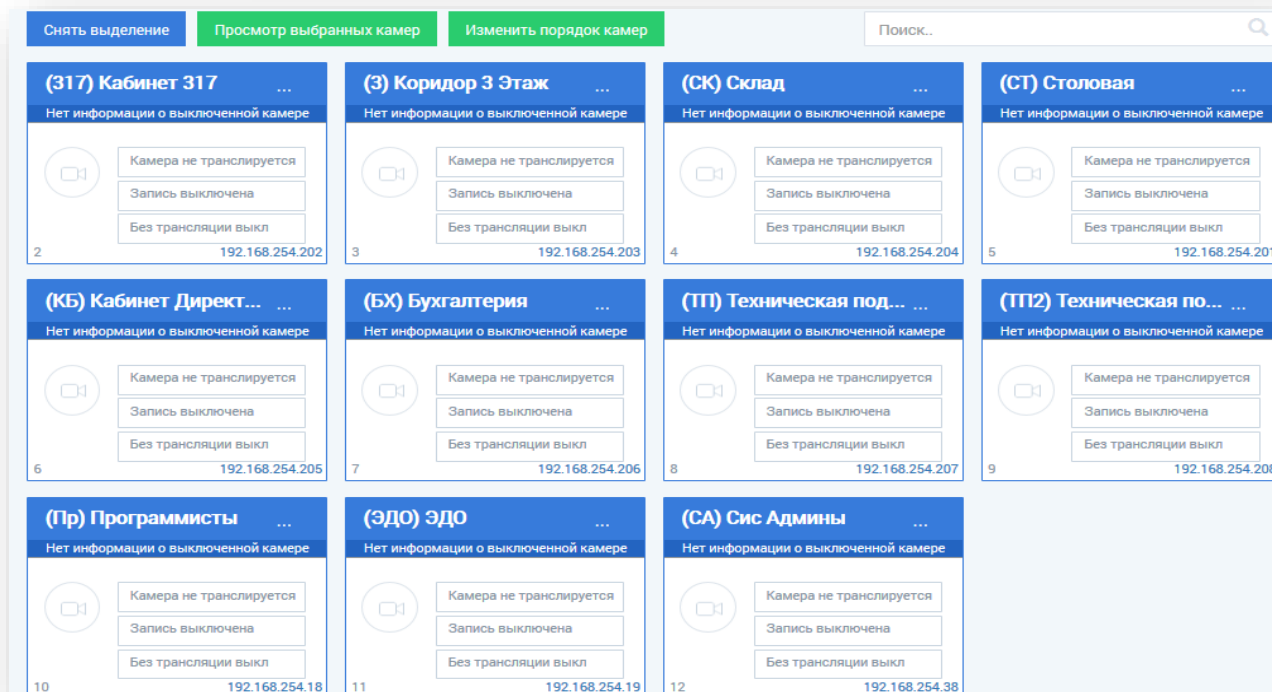 Снять выделение Просмотр выбранных камер Изменить порядок камер Поиск..
(317) Кабинет 317 ... (3) Коридор 3 Этаж ... (СК) Склад ... (СТ) Столовая ...
Нет информации о выключенной камере Нет информации о выключенной камере Нет информации о выключенной камере Нет информации о выключенной камере
Камера не транслируется Камера не транслируется Камера не транслируется Камера не транслируется
Запись выключена Запись выключена Запись выключена Запись выключена
Без трансляции выкл Без трансляции выкл Без трансляции выкл Без трансляции выкл
2 192.168.254.202 3 192.168.254.203 4 192.168.254.204 5 192.168.254.201
(КБ) Кабинет Директ... ... (БХ) Бухгалтерия ... (ТП) Техническая под... ... (ТП2) Техническая по... ...
Нет информации о выключенной камере Нет информации о выключенной камере Нет информации о выключенной камере Нет информации о выключенной камере
Камера не транслируется Камера не транслируется Камера не транслируется Камера не транслируется
Запись выключена Запись выключена Запись выключена Запись выключена
Без трансляции выкл Без трансляции выкл Без трансляции выкл Без трансляции выкл
6 192.168.254.205 7 192.168.254.206 8 192.168.254.207 9 192.168.254.208
(Пр) Программисты ... (ЭДО) ЭДО ... (СА) Сис Админы ...
Нет информации о выключенной камере Нет информации о выключенной камере Нет информации о выключенной камере
Камера не транслируется Камера не транслируется Камера не транслируется
Запись выключена Запись выключена Запись выключена
Без трансляции выкл Без трансляции выкл Без трансляции выкл
10 192.168.254.18 11 192.168.254.19 12 192.168.254.38